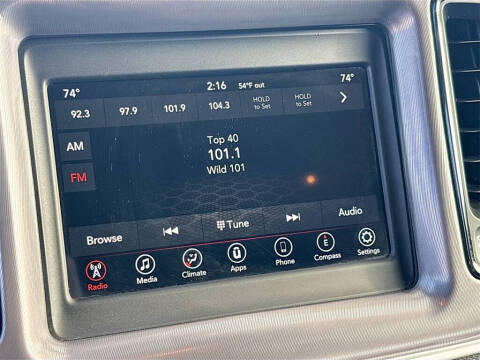 74° 2:16 54°F out 74°
92.3 97.9 101.9 104.3 HOLD to Set HOLD to Set
AM
FM
Top 40
101.1
Wild 101
Browse Tune Audio
Radio Media Climate Apps Phone E Compass Settings